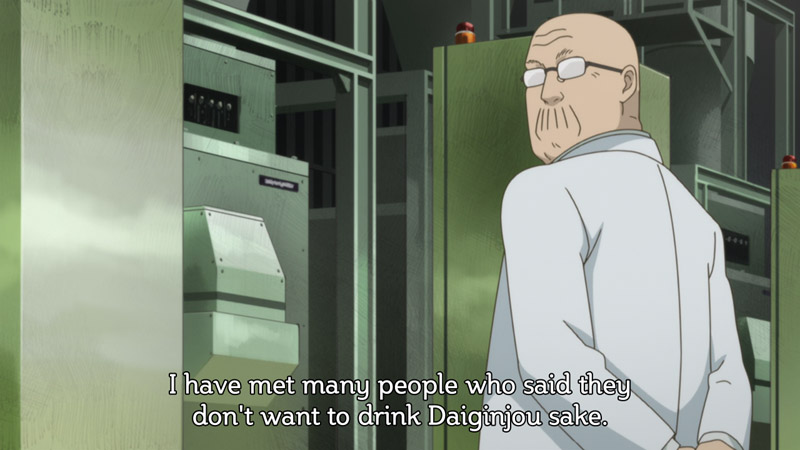 I have met many people who said they
don't want to drink Daiginjou sake.